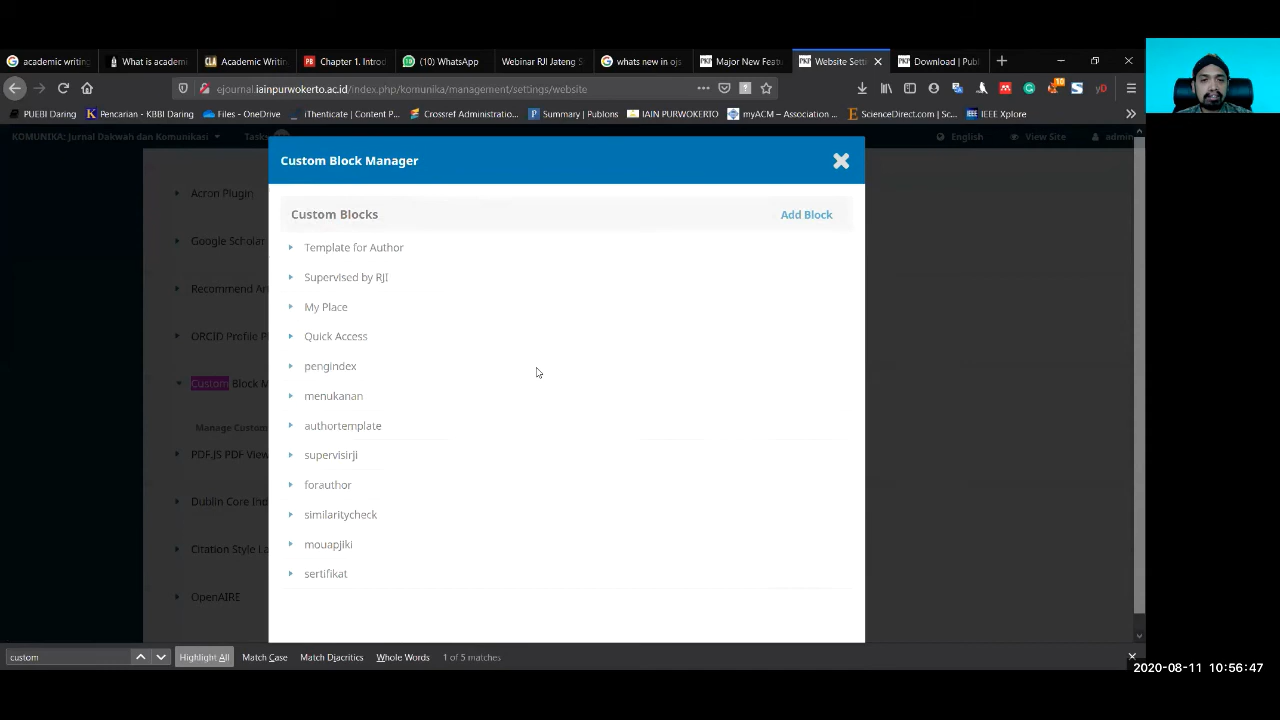 academic writing
What is academ
Academic Writin
Chapter 1. Introd
(10) WhatsApp
Webinar RJI Jateng S
whats new in ojs
Major New Feat
Website Setti
Download | Publ
ejournal.iainpurwokerto.ac.id/index.php/komunika/management/settings/website
PUEBI Daring
Pencarian - KBBI Daring
Files - OneDrive
iThenticate | Content P...
Crossref Administratio...
Summary | Publons
IAIN PURWOKERTO
myACM – Association ...
ScienceDirect.com | Sc...
IEEE Xplore
KOMUNIKA: Jurnal Dakwah dan Komunikasi
Tasks
English
View Site
admin
Custom Block Manager
Custom Blocks
Add Block
Template for Author
Supervised by RJI
My Place
Quick Access
pengindex
menukanan
authortemplate
supervisirji
forauthor
similaritycheck
mouapjiki
sertifikat
Acron Plugin
Google Scholar
Recommend Ar
ORCID Profile P
Custom Block M
Manage Custom
PDF.JS PDF View
Dublin Core Ind
Citation Style La
OpenAIRE
custom
Highlight All
Match Case
Match Diacritics
Whole Words
1 of 5 matches
2020-08-11 10:56:47